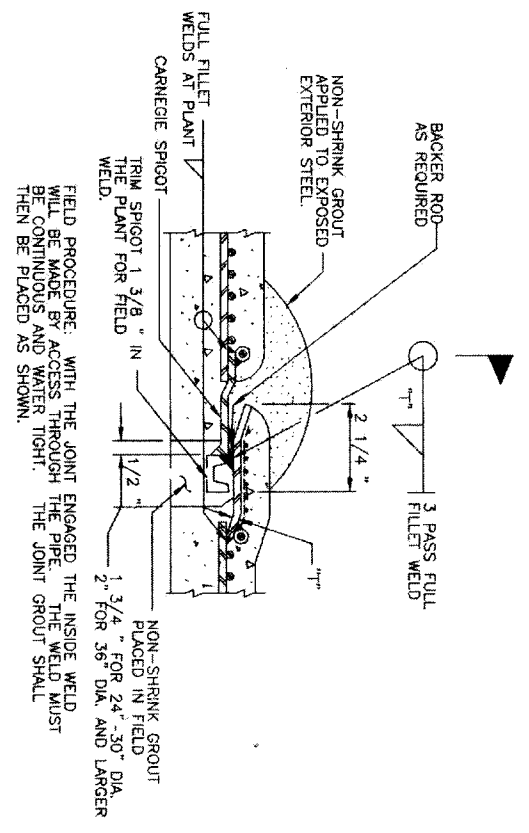 BACKER ROD
AS REQUIRED
3 PASS FULL
FILLET WELD
"T"
NON-SHRINK GROUT
APPLIED TO EXPOSED
EXTERIOR STEEL.
2 1/4 "
"T"
FULL FILLET
WELDS AT PLANT
CARNEGIE SPIGOT
TRIM SPIGOT 1 3/8 " IN
THE PLANT FOR FIELD
WELD.
1/2 "
NON-SHRINK GROUT
PLACED IN FIELD
1 3/4 " FOR 24"-30" DIA.
2" FOR 36" DIA. AND LARGER
FIELD PROCEDURE: WITH THE JOINT ENGAGED THE INSIDE WELD
WILL BE MADE BY ACCESS THROUGH THE PIPE. THE WELD MUST
BE CONTINUOUS AND WATER TIGHT. THE JOINT GROUT SHALL
THEN BE PLACED AS SHOWN.